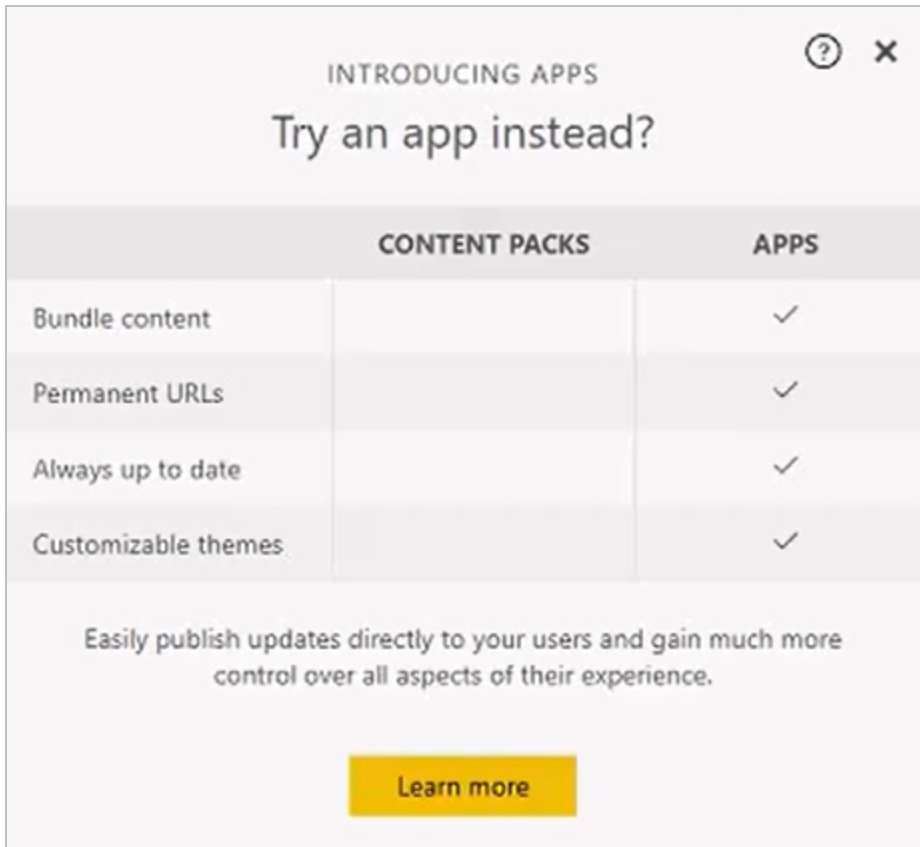 INTRODUCING APPS
Try an app instead?
CONTENT PACKS APPS
Bundle content ✓
Permanent URLs ✓
Always up to date ✓
Customizable themes ✓
Easily publish updates directly to your users and gain much more
control over all aspects of their experience.
Learn more